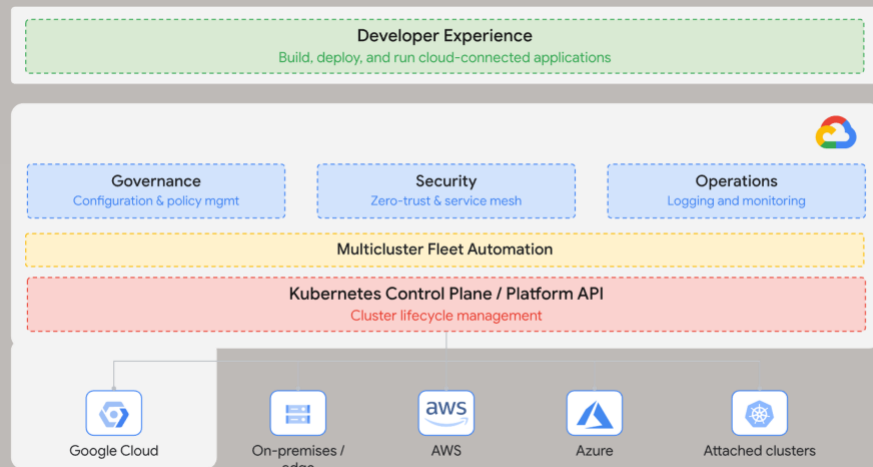 Developer Experience
Build, deploy, and run cloud-connected applications
Governance
Configuration & policy mgmt
Security
Zero-trust & service mesh
Operations
Logging and monitoring
Multicluster Fleet Automation
Kubernetes Control Plane / Platform API
Cluster lifecycle management
aws
Google Cloud
On-premises /
edge
AWS
Azure
Attached clusters